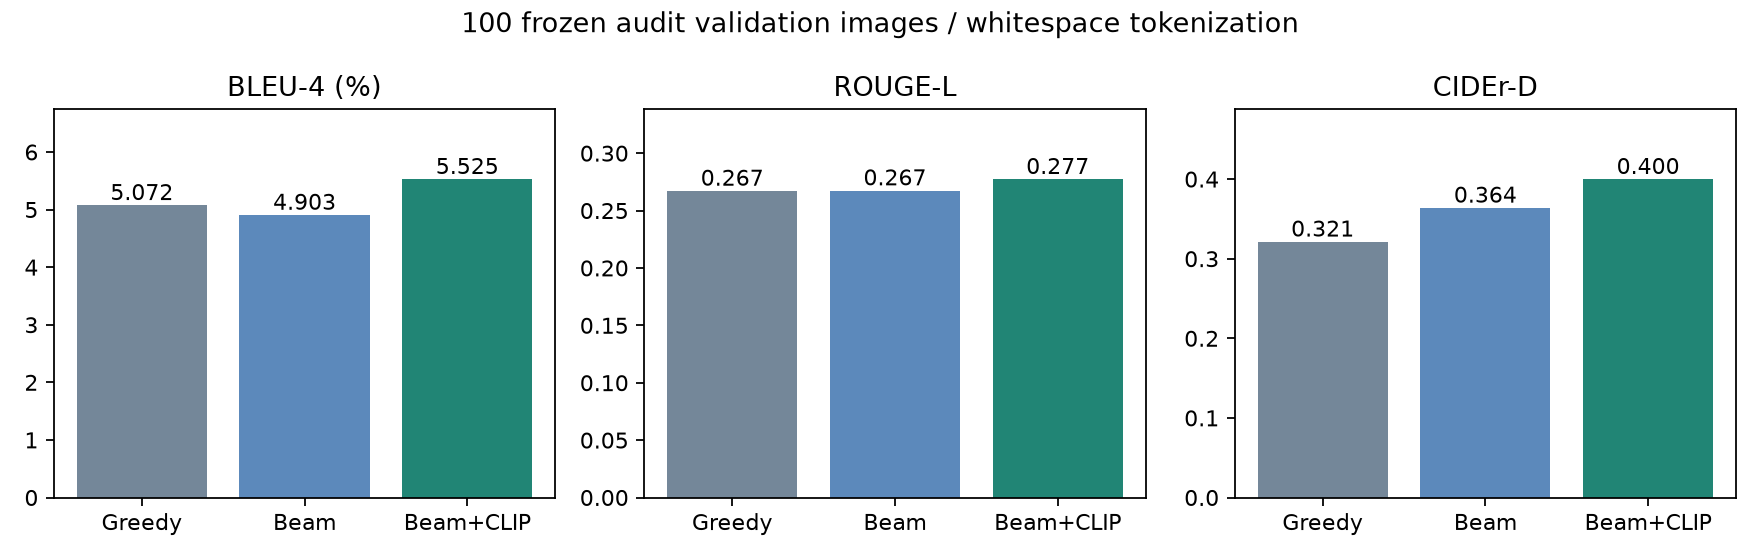 100 frozen audit validation images / whitespace tokenization
BLEU-4 (%)
6
5
4
3
2
1
0
5.072
4.903
5.525
Greedy
Beam
Beam+CLIP
ROUGE-L
0.30
0.25
0.20
0.15
0.10
0.05
0.00
0.267
0.267
0.277
Greedy
Beam
Beam+CLIP
CIDEr-D
0.4
0.3
0.2
0.1
0.0
0.321
0.364
0.400
Greedy
Beam
Beam+CLIP